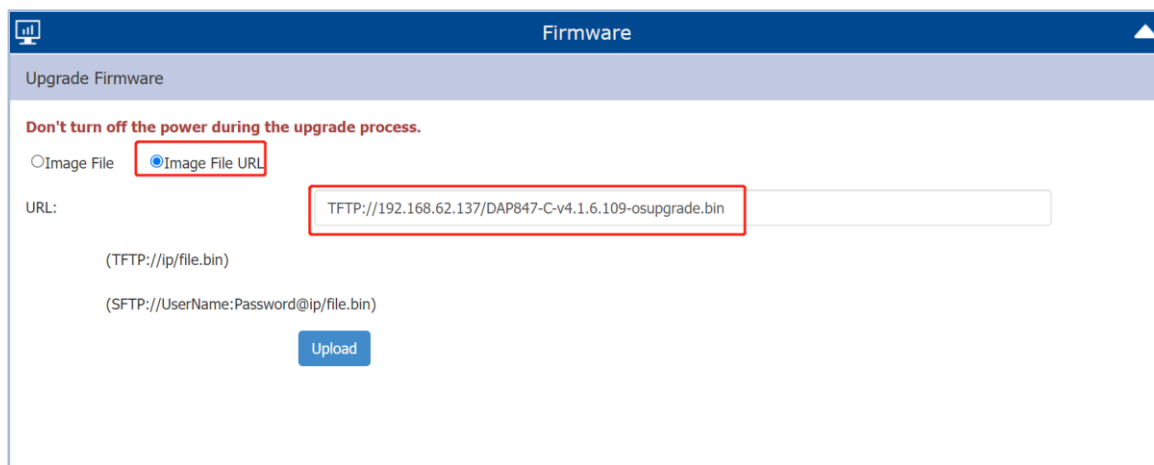 Firmware
Upgrade Firmware
Don't turn off the power during the upgrade process.
Image File Image File URL
URL: TFTP://192.168.62.137/DAP847-C-v4.1.6.109-osupgrade.bin
(TFTP://ip/file.bin)
(SFTP://UserName:Password@ip/file.bin)
Upload